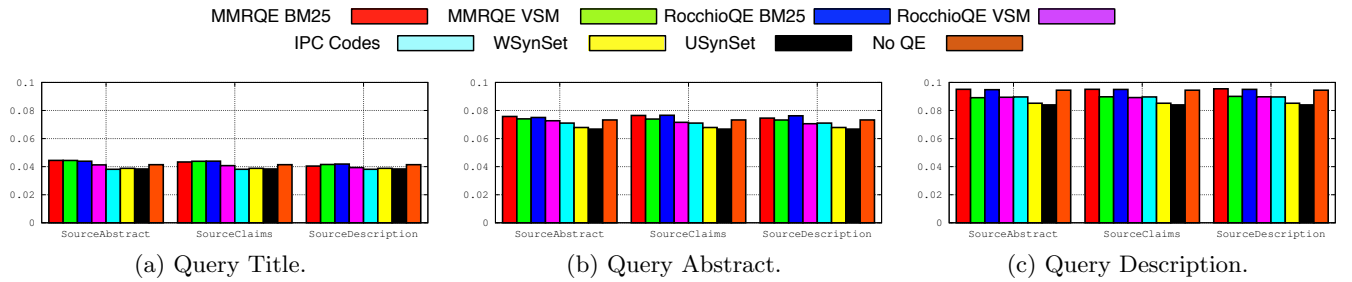 MMRQE BM25 MMRQE VSM RocchioQE BM25 RocchioQE VSM
IPC Codes WSynSet USynSet No QE
0.1 0.1 0.1
0.08 0.08 0.08
0.06 0.06 0.06
0.04 0.04 0.04
0.02 0.02 0.02
0 0 0
SourceAbstract SourceClaims SourceDescription SourceAbstract SourceClaims SourceDescription SourceAbstract SourceClaims SourceDescription
(a) Query Title. (b) Query Abstract. (c) Query Description.